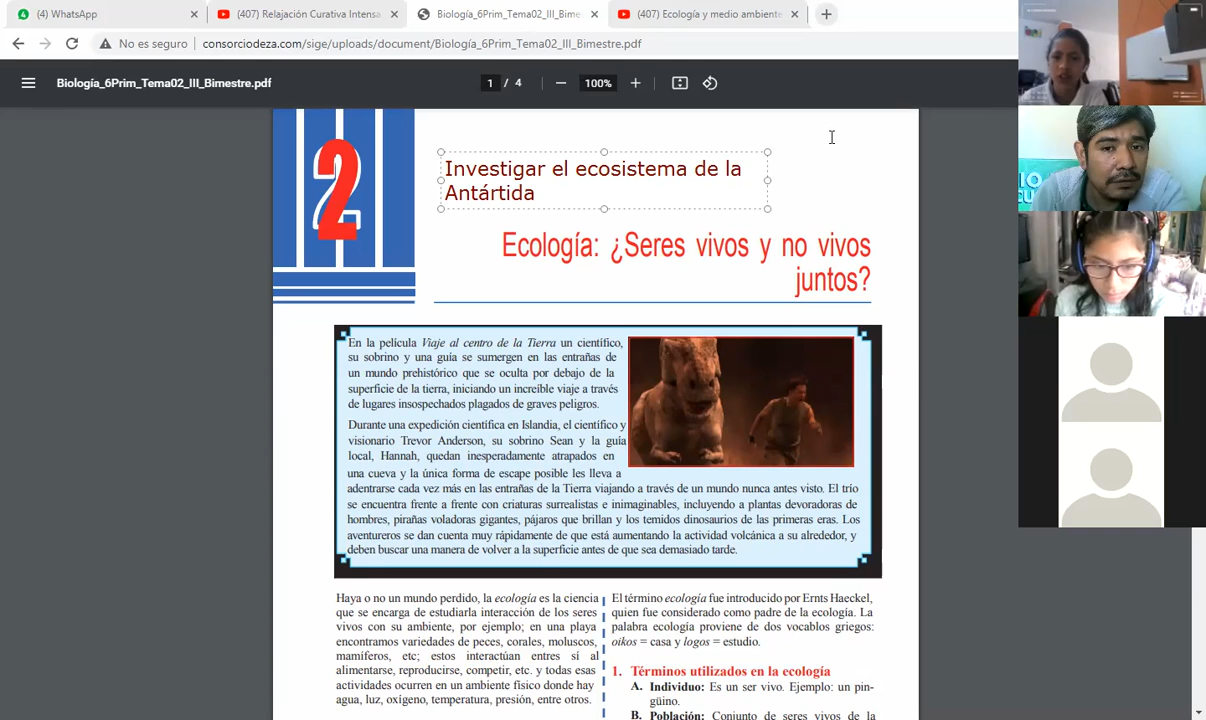 (4) WhatsApp
(407) Relajación Curativa Intensa
Biología_6Prim_Tema02_III_Bime
(407) Ecología y medio ambiente
No es seguro
consorciodeza.com/sige/uploads/document/Biología_6Prim_Tema02_III_Bimestre.pdf
Biología_6Prim_Tema02_III_Bimestre.pdf
1 / 4
100%
2
Investigar el ecosistema de la
Antártida
Ecología: ¿Seres vivos y no vivos
juntos?
En la película Viaje al centro de la Tierra un científico,
su sobrino y una guía se sumergen en las entrañas de
un mundo prehistórico que se oculta por debajo de la
superficie de la tierra, iniciando un increíble viaje a través
de lugares insospechados plagados de graves peligros.
Durante una expedición científica en Islandia, el científico y
visionario Trevor Anderson, su sobrino Sean y la guía
local, Hannah, quedan inesperadamente atrapados en
una cueva y la única forma de escape posible les lleva a
adentrarse cada vez más en las entrañas de la Tierra viajando a través de un mundo nunca antes visto. El trío
se encuentra frente a frente con criaturas surrealistas e inimaginables, incluyendo a plantas devoradoras de
hombres, pirañas voladoras gigantes, pájaros que brillan y los temidos dinosaurios de las primeras eras. Los
aventureros se dan cuenta muy rápidamente de que está aumentando la actividad volcánica a su alrededor, y
deben buscar una manera de volver a la superficie antes de que sea demasiado tarde.
Haya o no un mundo perdido, la ecología es la ciencia
que se encarga de estudiarla interacción de los seres
vivos con su ambiente, por ejemplo; en una playa
encontramos variedades de peces, corales, moluscos,
mamíferos, etc; estos interactúan entres sí al
alimentarse, reproducirse, competir, etc. y todas esas
actividades ocurren en un ambiente físico donde hay
agua, luz, oxígeno, temperatura, presión, entre otros.
El término ecología fue introducido por Ernts Haeckel,
quien fue considerado como padre de la ecología. La
palabra ecología proviene de dos vocablos griegos:
oikos = casa y logos = estudio.
1. Términos utilizados en la ecología
A. Individuo: Es un ser vivo. Ejemplo: un pin-
güino.
B. Población: Conjunto de seres vivos de la